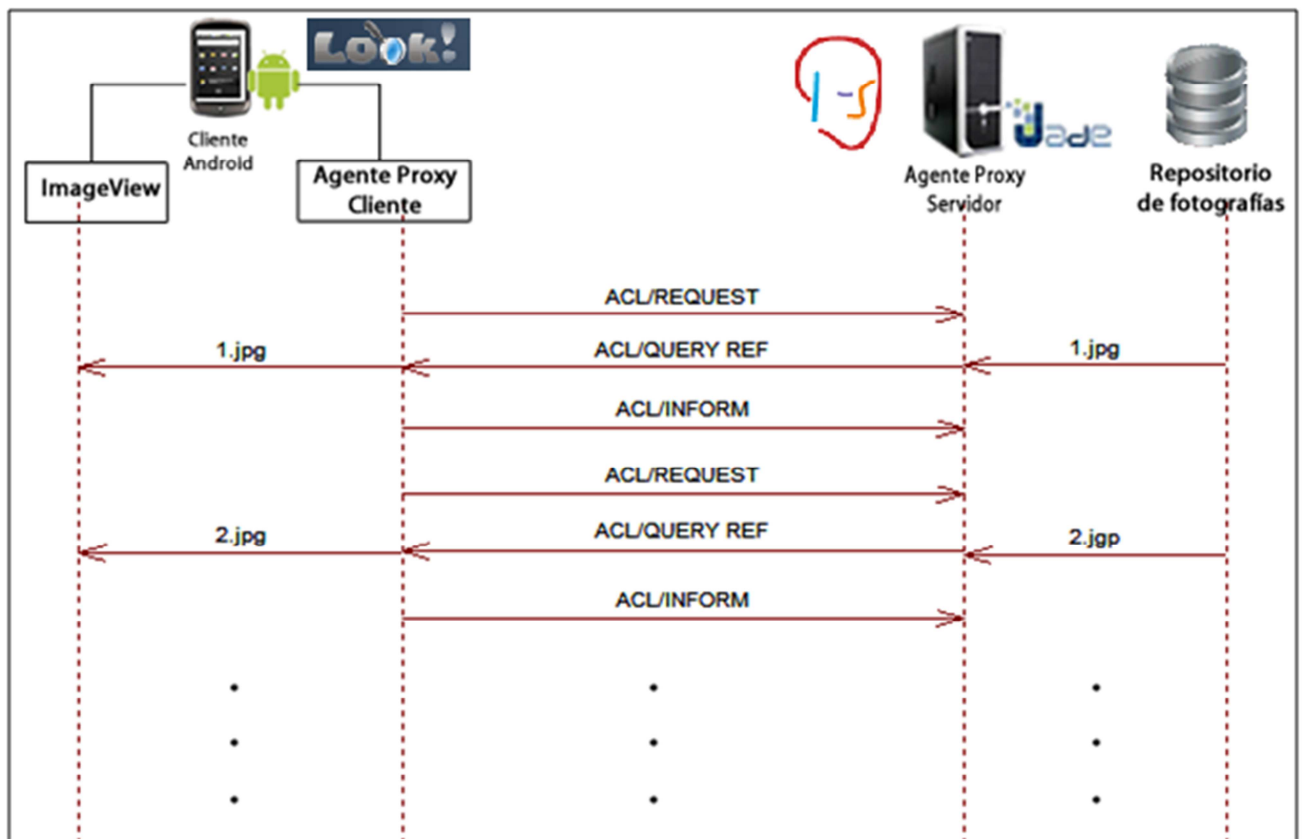 Look!
Jade
Cliente
Android
ImageView
Agente Proxy
Cliente
Agente Proxy
Servidor
Repositorio
de fotografías
ACL/REQUEST
1.jpg
ACL/QUERY REF
1.jpg
ACL/INFORM
ACL/REQUEST
2.jpg
ACL/QUERY REF
2.jgp
ACL/INFORM